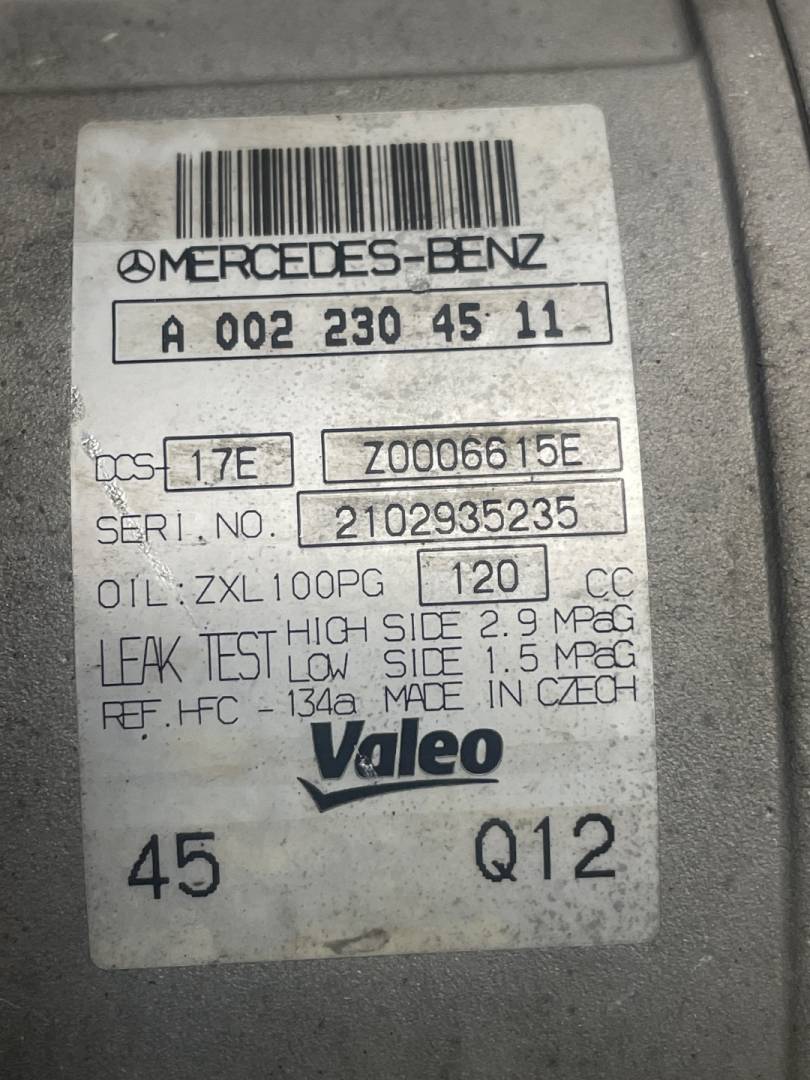 MERCEDES-BENZ
A 002 230 45 11
DCS- 17E Z0006615E
SERI.NO. 2102935235
OIL:ZXL100PG 120 CC
LEAK TEST HIGH SIDE 2.9 MPaG
LOW SIDE 1.5 MPaG
REF.HFC-134a MADE IN CZECH
Valeo
45 Q12